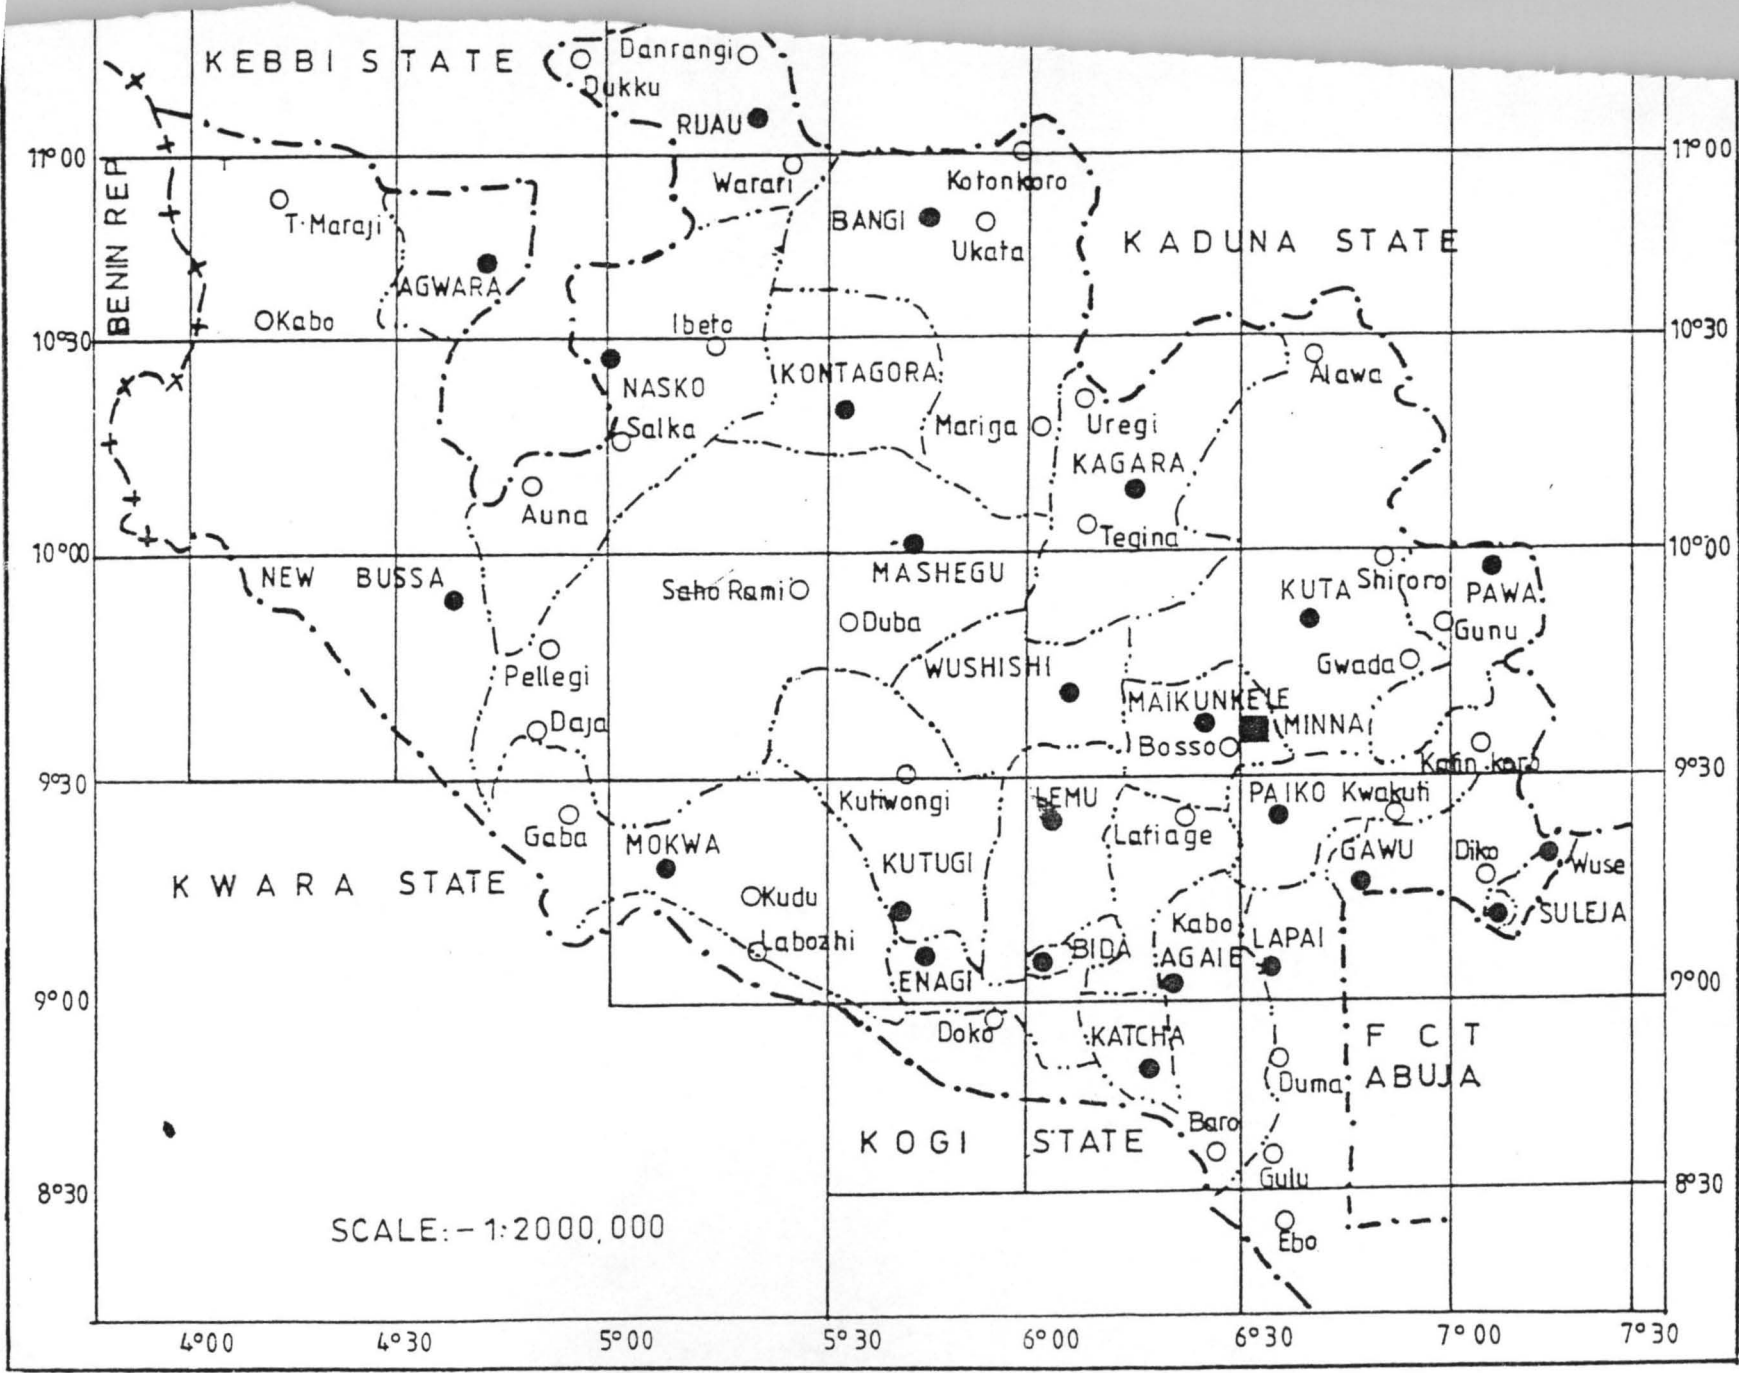 KEBBI STATE
Danrangi
Dukku
RIJAU
11°00
11°00
Warari
Kotonkoro
BENIN REP
T·Maraji
BANGI
Ukata
KADUNA STATE
AGWARA
Kabo
Ibeto
10°30
10°30
NASKO
KONTAGORA
Alawa
Salka
Mariga
Uregi
KAGARA
Auna
Tegina
10°00
10°00
NEW BUSSA
MASHEGU
Saho Rami
KUTA
Shiroro
PAWA
Duba
Gunu
Pellegi
WUSHISHI
Gwada
MAIKUNKELE
Daja
MINNA
Bosso
Kafin-koro
9°30
9°30
Kutiwongi
LEMU
PAIKO
Kwakuti
Gaba
MOKWA
Lafiage
KUTUGI
GAWU
Diko
Wuse
KWARA STATE
Kudu
Kabo
SULEJA
Labozhi
BIDA
AGAIE
LAPAI
ENAGI
9°00
9°00
Doko
KATCHA
FCT
ABUJA
Duma
Baro
KOGI STATE
Gulu
8°30
8°30
SCALE:-1:2000,000
Ebo
4°00
4°30
5°00
5°30
6°00
6°30
7°00
7°30